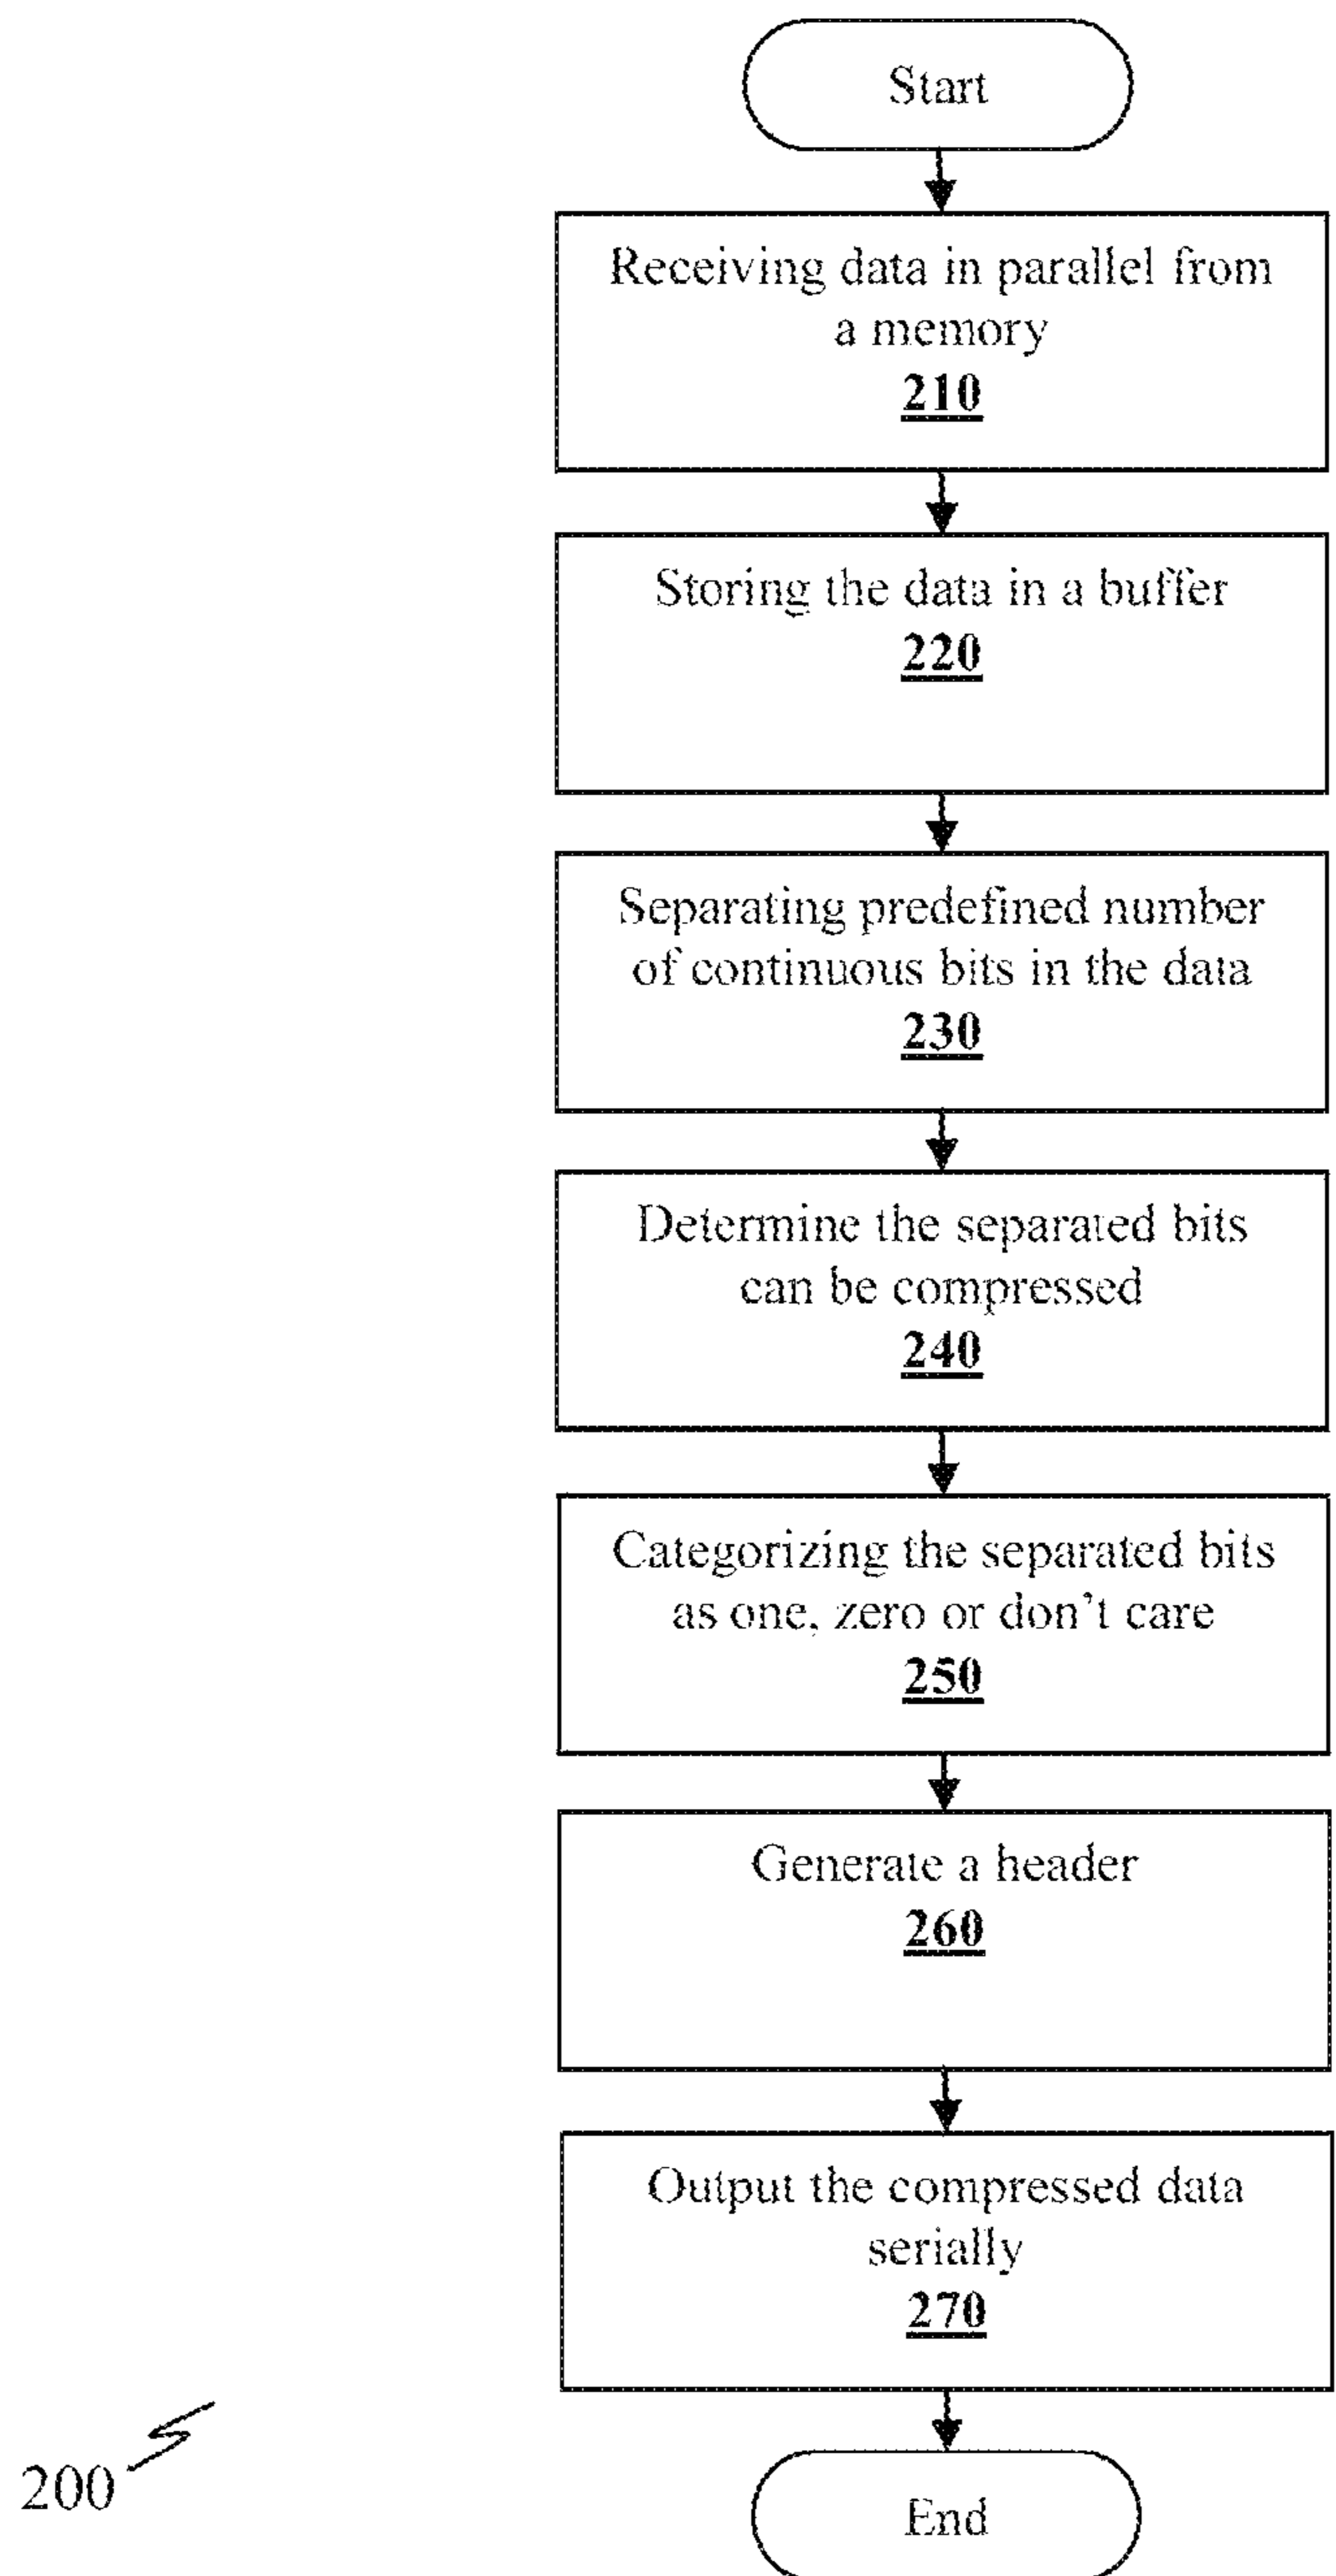 Start
Receiving data in parallel from
a memory
210
Storing the data in a buffer
220
Separating predefined number
of continuous bits in the data
230
Determine the separated bits
can be compressed
240
Categorizing the separated bits
as one, zero or don't care
250
Generate a header
260
Output the compressed data
serially
270
200
End